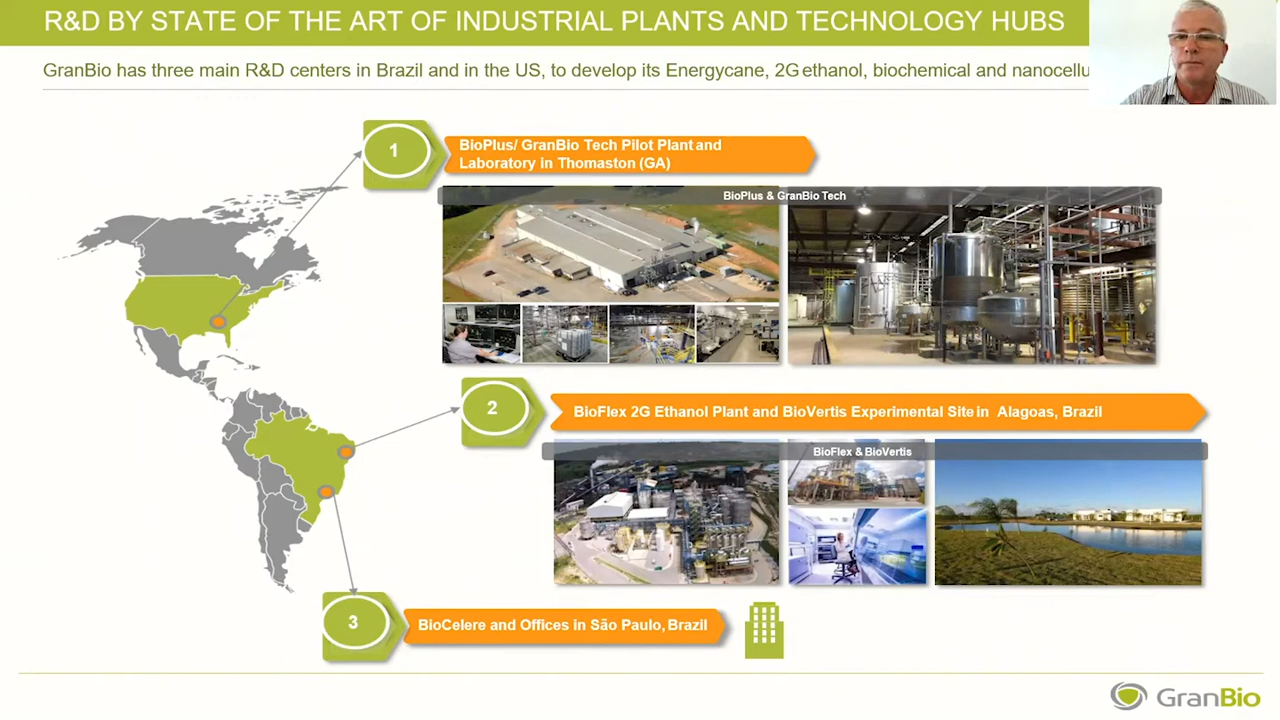 R&D BY STATE OF THE ART OF INDUSTRIAL PLANTS AND TECHNOLOGY HUBS
GranBio has three main R&D centers in Brazil and in the US, to develop its Energycane, 2G ethanol, biochemical and nanocellu
1
BioPlus/ GranBio Tech Pilot Plant and
Laboratory in Thomaston (GA)
BioPlus & GranBio Tech
2
BioFlex 2G Ethanol Plant and BioVertis Experimental Site in Alagoas, Brazil
BioFlex & BioVertis
3
BioCelere and Offices in São Paulo, Brazil
GranBio